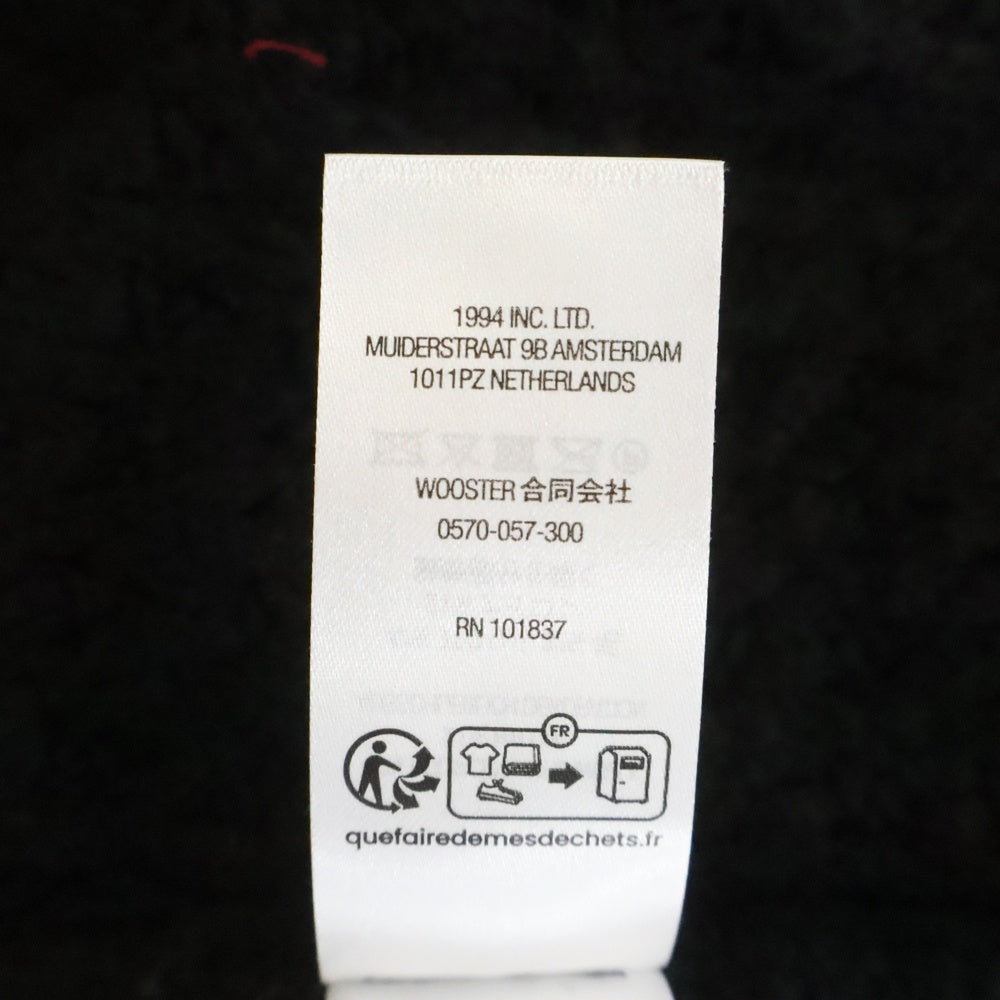 1994 INC. LTD.
MUIDERSTRAAT 9B AMSTERDAM
1011PZ NETHERLANDS
WOOSTER 合同会社
0570-057-300
RN 101837
FR
quefairedemesdechets.fr